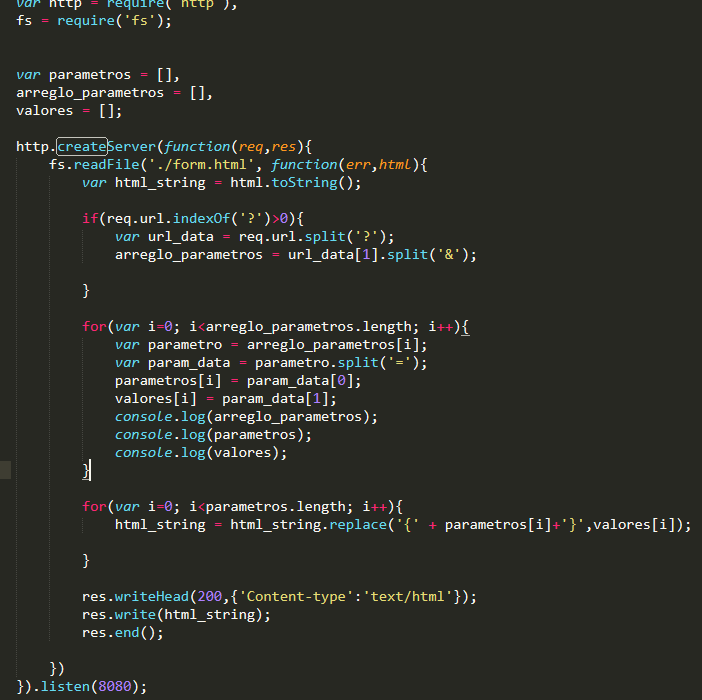 var http = require('http'),
fs = require('fs');
var parametros = [],
arreglo_parametros = [],
valores = [];
http.createServer(function(req,res){
fs.readFile('./form.html', function(err,html){
var html_string = html.toString();
if(req.url.indexOf('?')>0){
var url_data = req.url.split('?');
arreglo_parametros = url_data[1].split('&');
}
for(var i=0; i<arreglo_parametros.length; i++){
var parametro = arreglo_parametros[i];
var param_data = parametro.split('=');
parametros[i] = param_data[0];
valores[i] = param_data[1];
console.log(arreglo_parametros);
console.log(parametros);
console.log(valores);
}
for(var i=0; i<parametros.length; i++){
html_string = html_string.replace('{' + parametros[i]+'}',valores[i]);
}
res.writeHead(200,{'Content-type':'text/html'});
res.write(html_string);
res.end();
})
}).listen(8080);